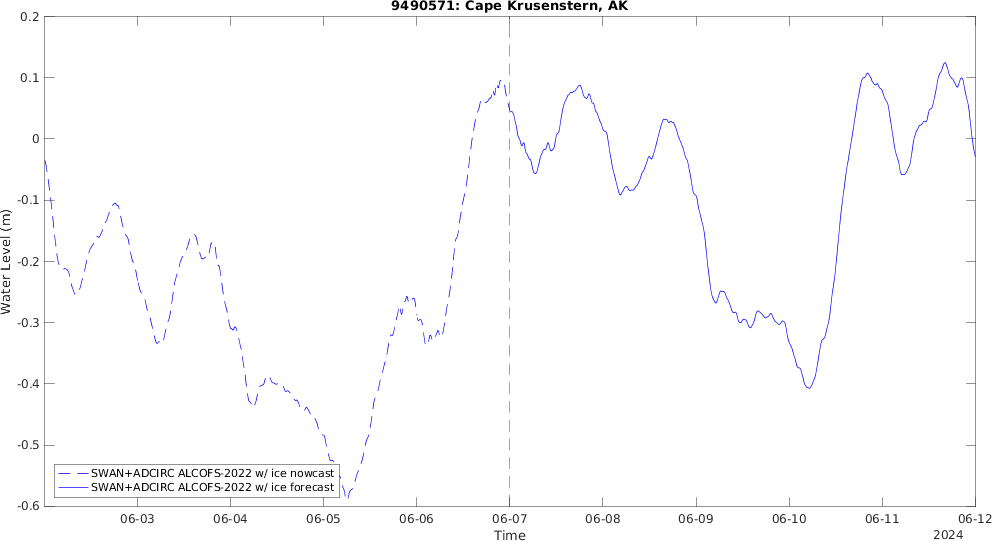 9490571: Cape Krusenstern, AK
0.2
0.1
0
-0.1
-0.2
-0.3
-0.4
-0.5
-0.6
Water Level (m)
SWAN+ADCIRC ALCOFS-2022 w/ ice nowcast
SWAN+ADCIRC ALCOFS-2022 w/ ice forecast
06-03 06-04 06-05 06-06 06-07 06-08 06-09 06-10 06-11 06-12
Time
2024